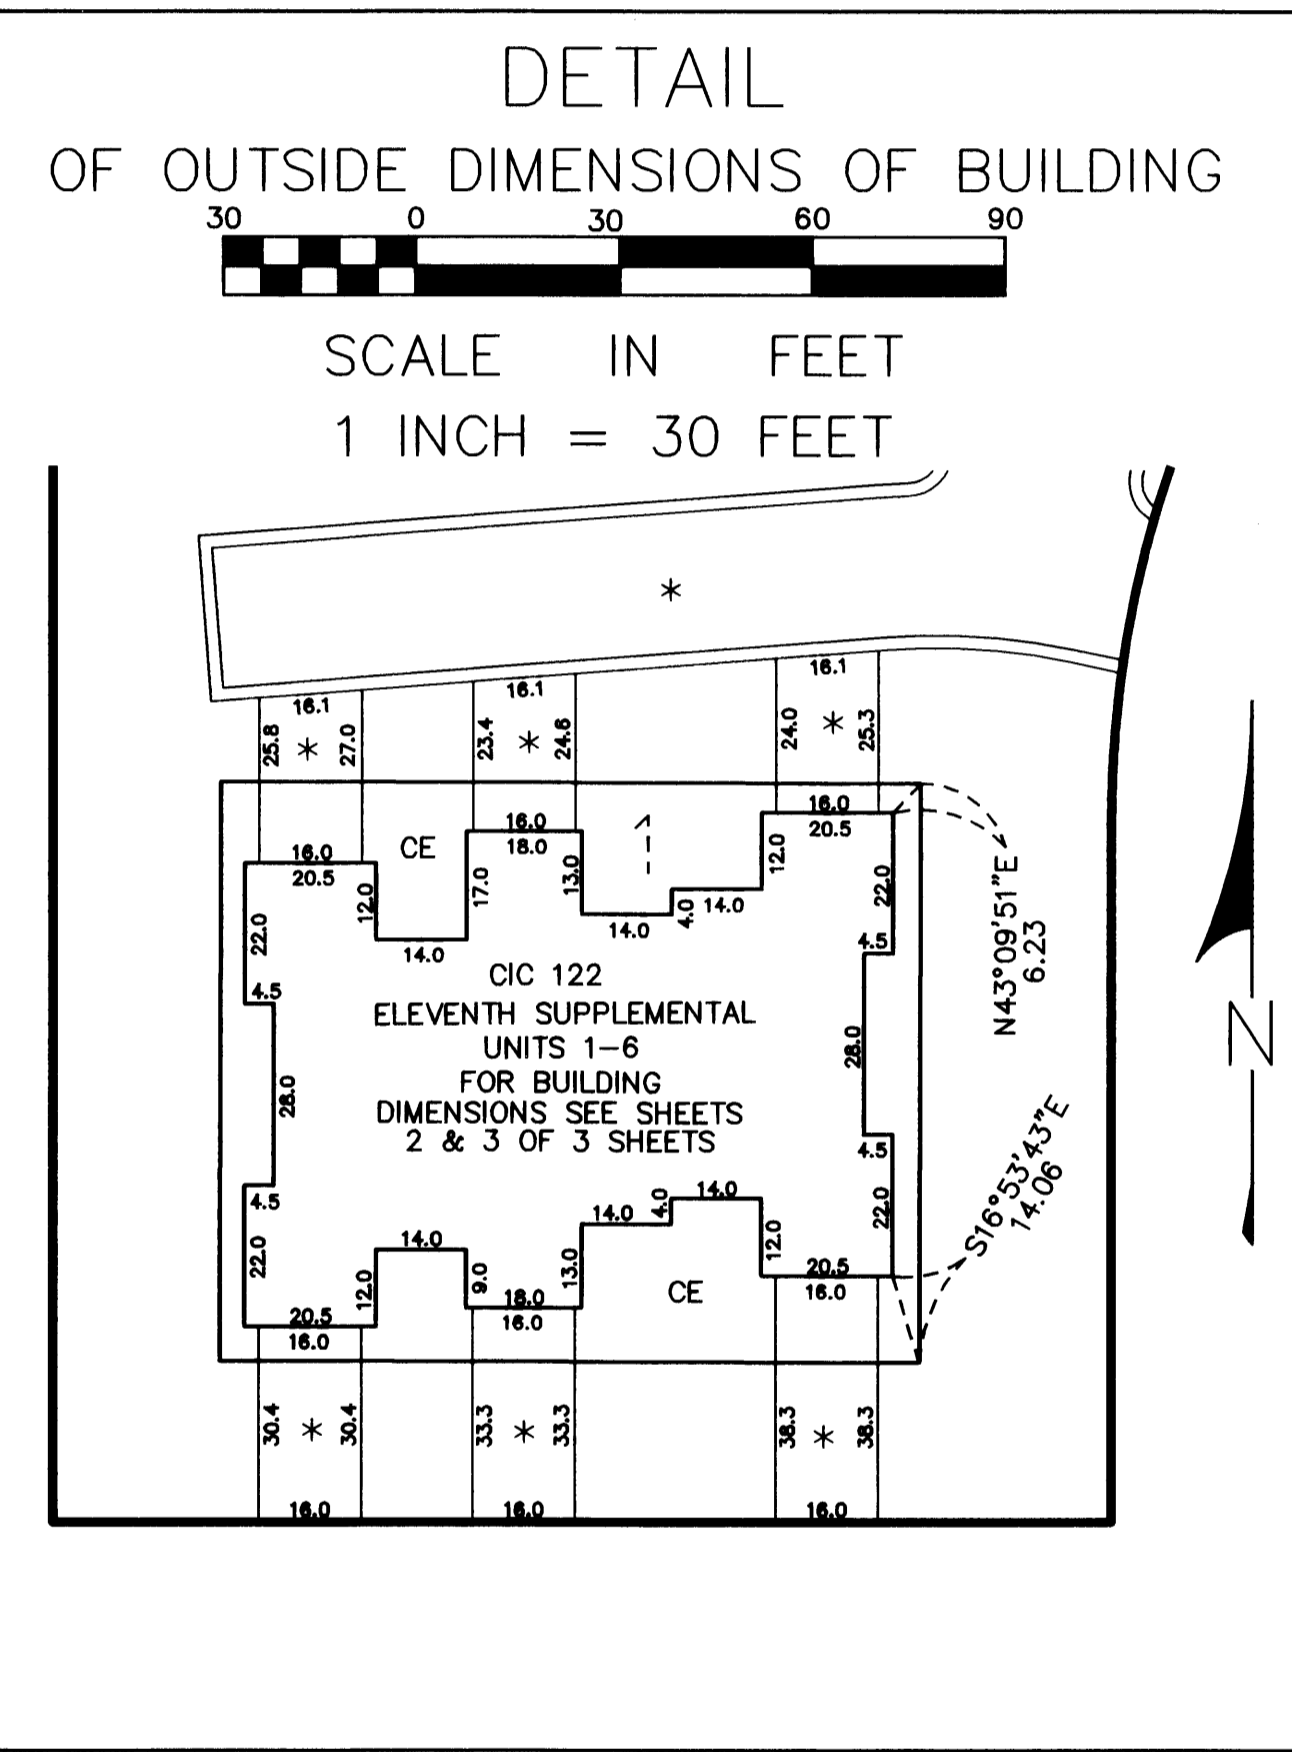 DETAIL
OF OUTSIDE DIMENSIONS OF BUILDING
30 0 30 60 90
SCALE IN FEET
1 INCH = 30 FEET
*
16.1
16.1
16.1
25.8 * 27.0
23.4 * 24.6
24.0 * 25.3
16.0
20.5
CE
16.0
18.0
16.0
20.5
22.0
12.0
17.0
13.0
12.0
22.0
14.0
14.0
4.0
14.0
4.5
4.5
N43°09'51"E
6.23
CIC 122
ELEVENTH SUPPLEMENTAL
UNITS 1-6
FOR BUILDING
DIMENSIONS SEE SHEETS
2 & 3 OF 3 SHEETS
28.0
28.0
N
4.5
4.5
S16°53'43"E
14.06
22.0
12.0
14.0
9.0
13.0
14.0
4.0
14.0
12.0
22.0
20.5
16.0
18.0
16.0
CE
20.5
16.0
30.4 * 30.4
33.3 * 33.3
38.3 * 38.3
16.0
16.0
16.0